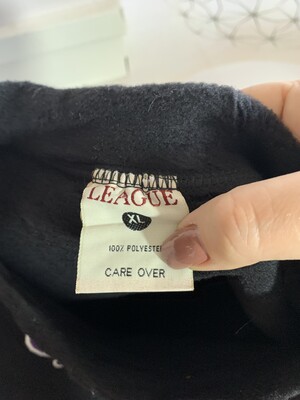 LEAGUE
XL
100% POLYESTER
CARE OVER